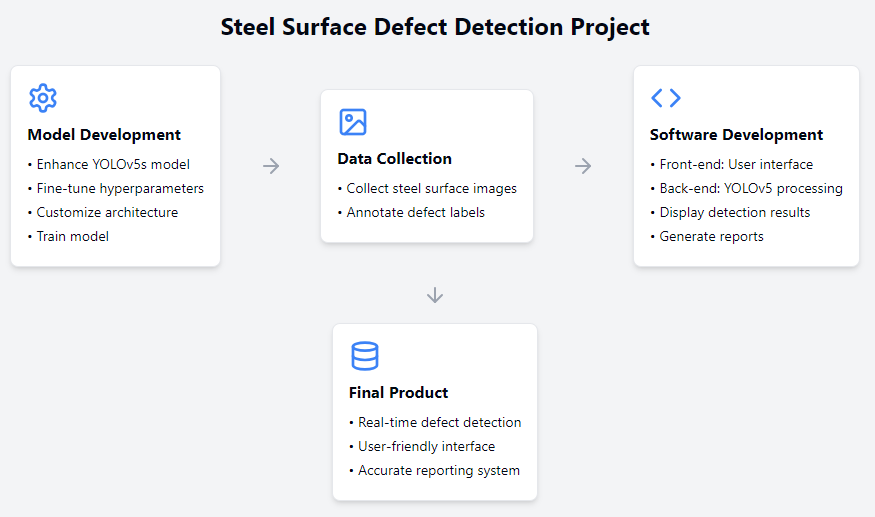 Steel Surface Defect Detection Project
Model Development
• Enhance YOLOv5s model
• Fine-tune hyperparameters
• Customize architecture
• Train model
Data Collection
• Collect steel surface images
• Annotate defect labels
Software Development
• Front-end: User interface
• Back-end: YOLOv5 processing
• Display detection results
• Generate reports
Final Product
• Real-time defect detection
• User-friendly interface
• Accurate reporting system